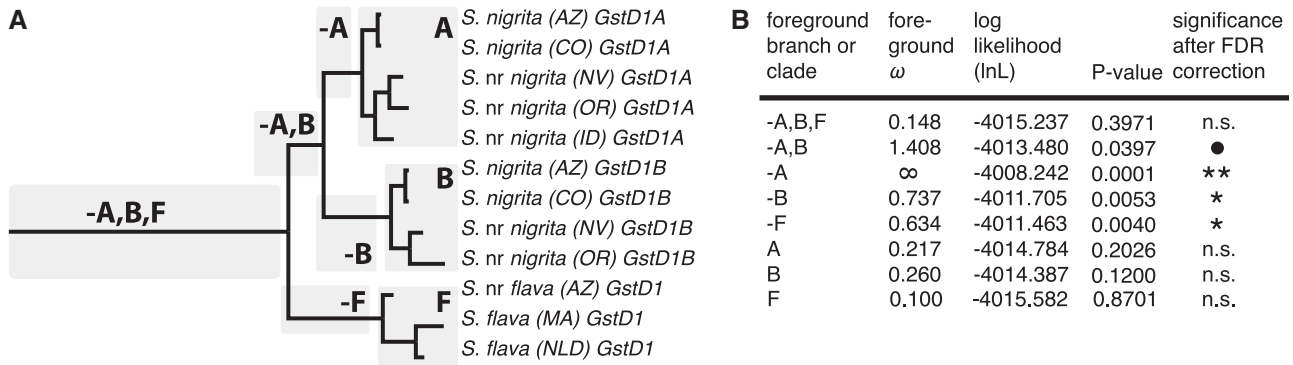 A
-A,B,F
-A,B
-A
-B
-F
A
B
F
S. nigrita (AZ) GstD1A
S. nigrita (CO) GstD1A
S. nr nigrita (NV) GstD1A
S. nr nigrita (OR) GstD1A
S. nr nigrita (ID) GstD1A
S. nigrita (AZ) GstD1B
S. nigrita (CO) GstD1B
S. nr nigrita (NV) GstD1B
S. nr nigrita (OR) GstD1B
S. nr flava (AZ) GstD1
S. flava (MA) GstD1
S. flava (NLD) GstD1
B
foreground branch or clade
fore-ground ω
log likelihood (lnL)
P-value
significance after FDR correction
-A,B,F 0.148 -4015.237 0.3971 n.s.
-A,B 1.408 -4013.480 0.0397 ●
-A ∞ -4008.242 0.0001 **
-B 0.737 -4011.705 0.0053 *
-F 0.634 -4011.463 0.0040 *
A 0.217 -4014.784 0.2026 n.s.
B 0.260 -4014.387 0.1200 n.s.
F 0.100 -4015.582 0.8701 n.s.